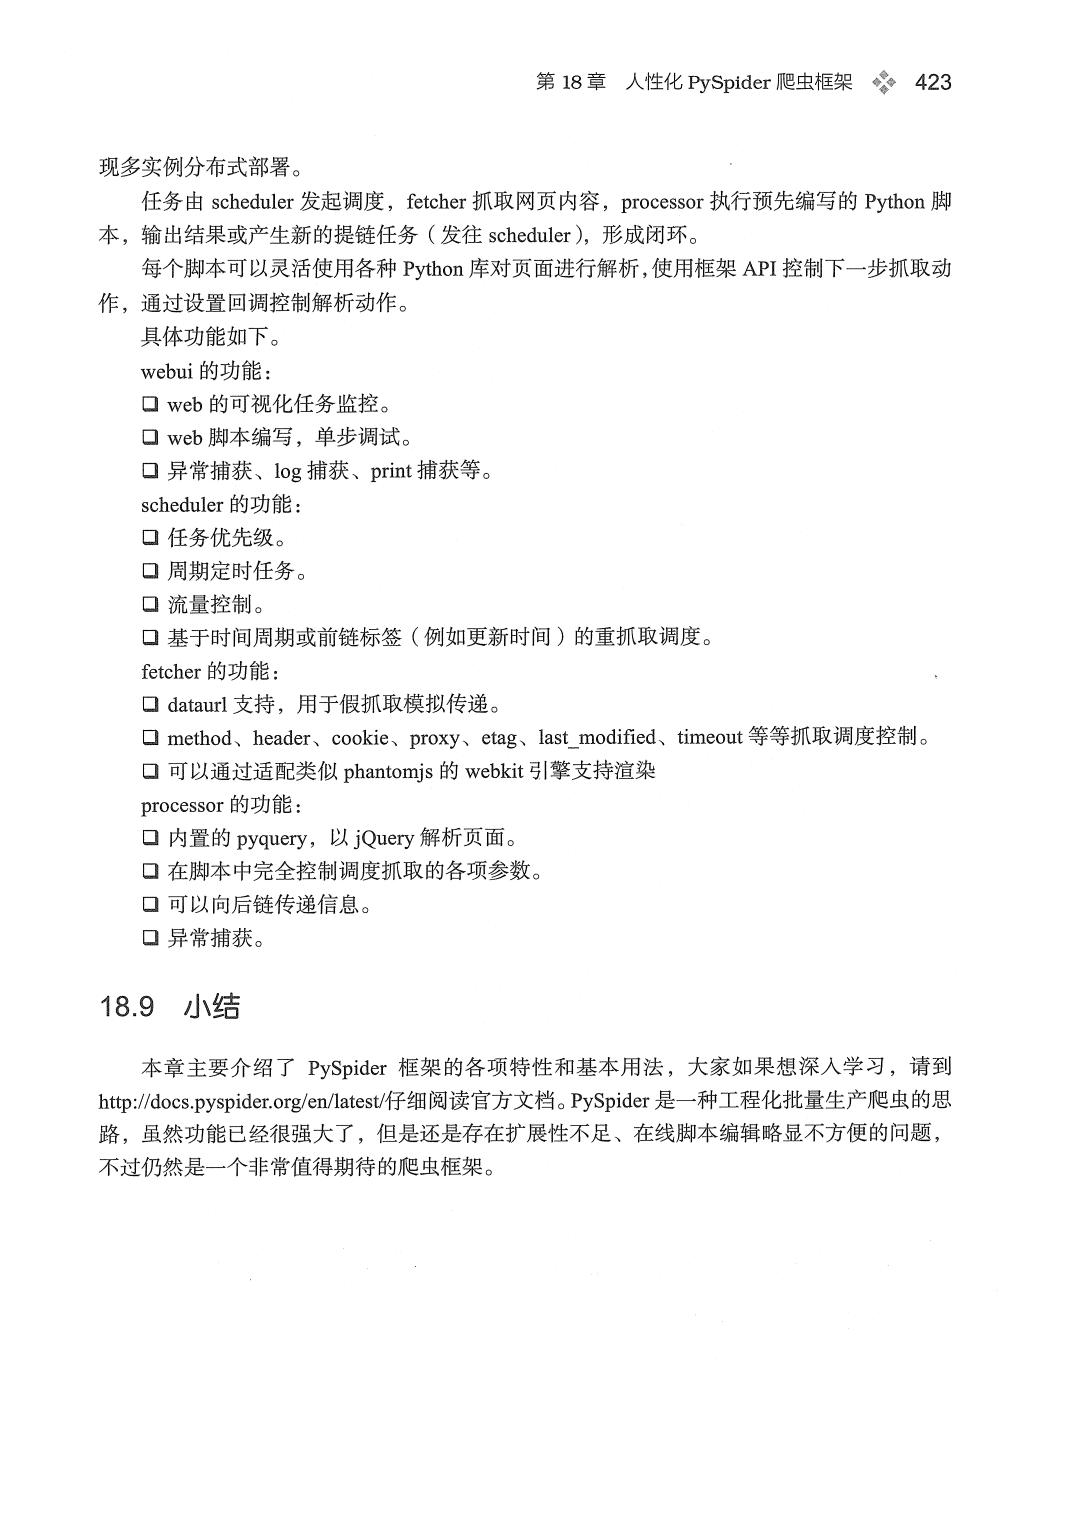 第 18 章 人性化 PySpider 爬虫框架 423
现多实例分布式部署。
任务由 scheduler 发起调度，fetcher 抓取网页内容，processor 执行预先编写的 Python 脚
本，输出结果或产生新的提链任务（发往 scheduler），形成闭环。
每个脚本可以灵活使用各种 Python 库对页面进行解析，使用框架 API 控制下一步抓取动
作，通过设置回调控制解析动作。
具体功能如下。
webui 的功能：
❑ web 的可视化任务监控。
❑ web 脚本编写，单步调试。
❑ 异常捕获、log 捕获、print 捕获等。
scheduler 的功能：
❑ 任务优先级。
❑ 周期定时任务。
❑ 流量控制。
❑ 基于时间周期或前链标签（例如更新时间）的重抓取调度。
fetcher 的功能：
❑ dataurl 支持，用于假抓取模拟传递。
❑ method、header、cookie、proxy、etag、last_modified、timeout 等等抓取调度控制。
❑ 可以通过适配类似 phantomjs 的 webkit 引擎支持渲染
processor 的功能：
❑ 内置的 pyquery，以 jQuery 解析页面。
❑ 在脚本中完全控制调度抓取的各项参数。
❑ 可以向后链传递信息。
❑ 异常捕获。
18.9 小结
本章主要介绍了 PySpider 框架的各项特性和基本用法，大家如果想深入学习，请到
http://docs.pyspider.org/en/latest/仔细阅读官方文档。PySpider 是一种工程化批量生产爬虫的思
路，虽然功能已经很强大了，但是还是存在扩展性不足、在线脚本编辑略显不方便的问题，
不过仍然是一个非常值得期待的爬虫框架。